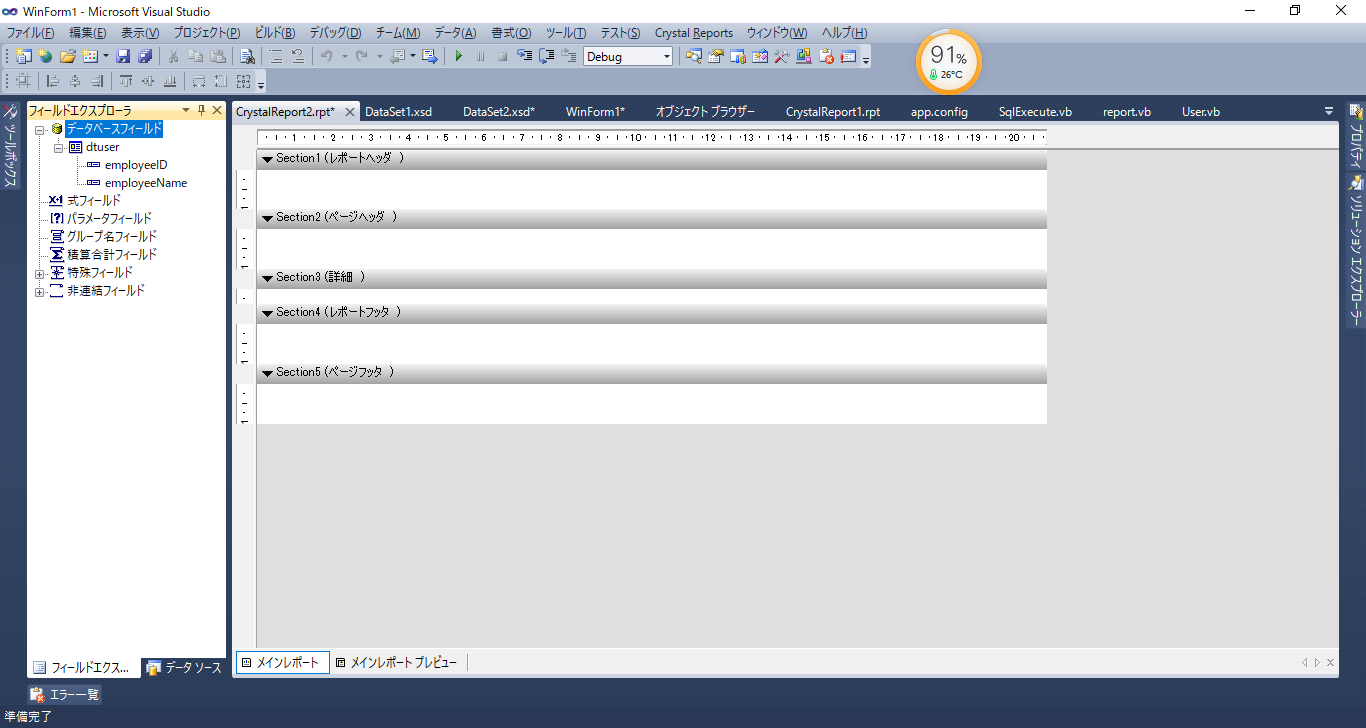 WinForm1 - Microsoft Visual Studio
ファイル(F) 編集(E) 表示(V) プロジェクト(P) ビルド(B) デバッグ(D) チーム(M) データ(A) 書式(O) ツール(T) テスト(S) Crystal Reports ウィンドウ(W) ヘルプ(H)
Debug
91%
26℃
ツールボックス
フィールドエクスプローラ
データベースフィールド
dtuser
employeeID
employeeName
式フィールド
パラメータフィールド
グループ名フィールド
積算合計フィールド
特殊フィールド
非連結フィールド
フィールドエクス... データ ソース
CrystalReport2.rpt* DataSet1.xsd DataSet2.xsd* WinForm1* オブジェクト ブラウザー CrystalReport1.rpt app.config SqlExecute.vb report.vb User.vb
1 2 3 4 5 6 7 8 9 10 11 12 13 14 15 16 17 18 19 20
Section1 (レポートヘッダ )
Section2 (ページヘッダ )
Section3 (詳細 )
Section4 (レポートフッタ )
Section5 (ページフッタ )
メインレポート メインレポート プレビュー
プロパティ
ソリューション エクスプローラー
エラー一覧
準備完了